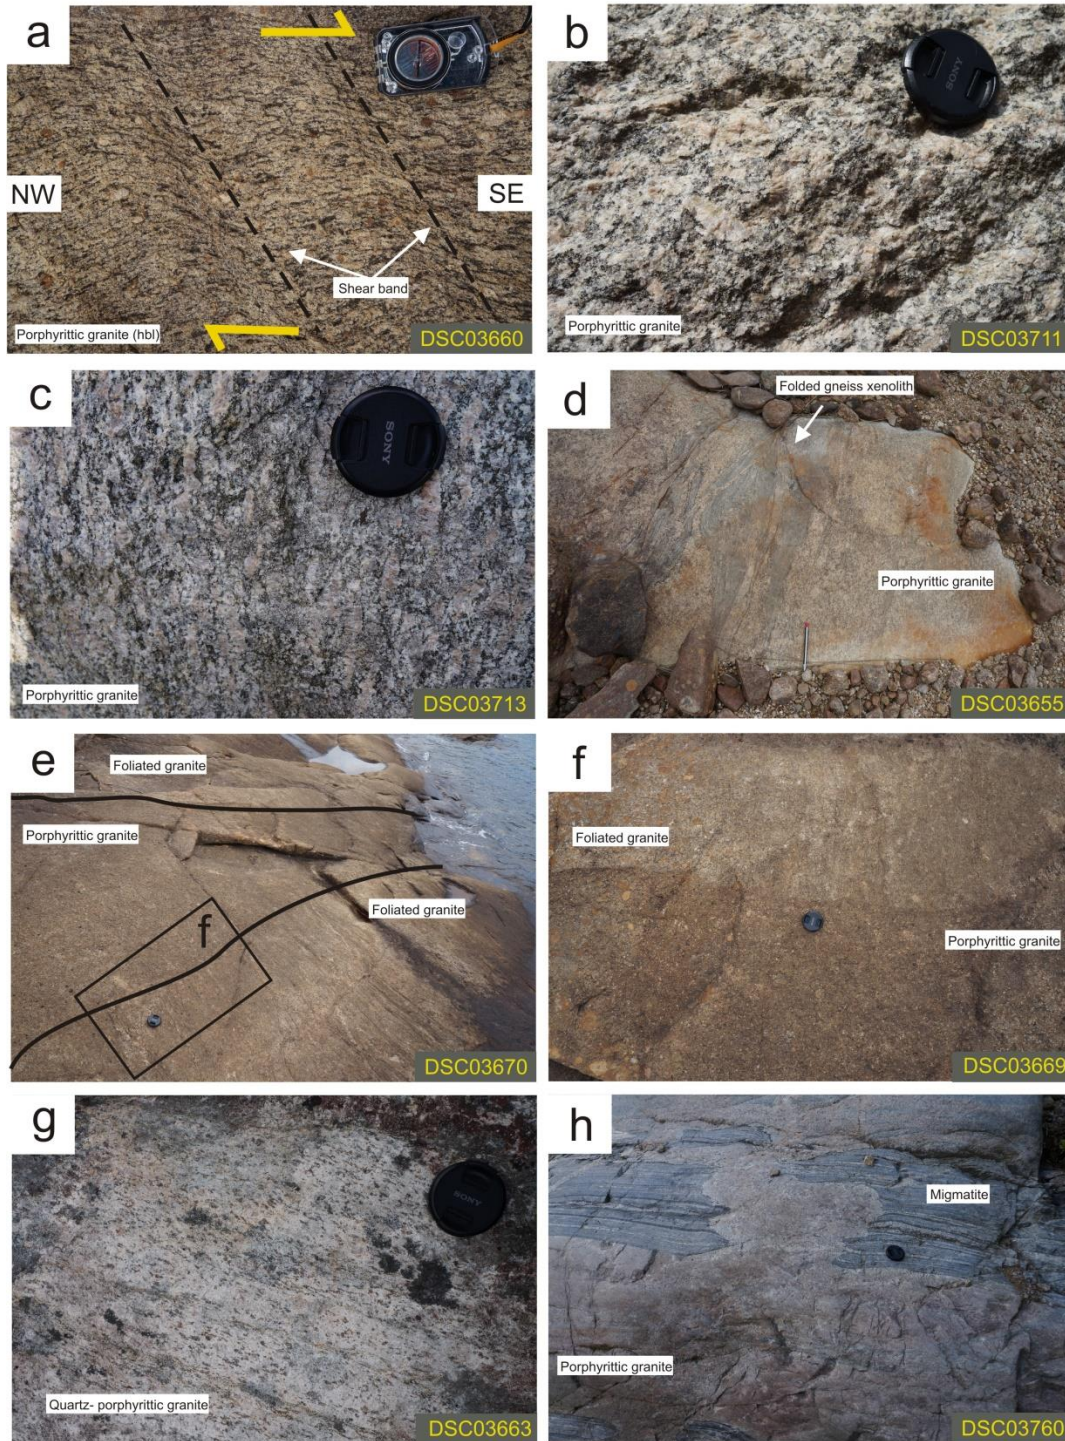 a
NW
SE
Shear band
Porphyrittic granite (hbl)
DSC03660
b
SONY
Porphyrittic granite
DSC03711
c
SONY
Porphyrittic granite
DSC03713
d
Folded gneiss xenolith
Porphyrittic granite
DSC03655
e
Foliated granite
Porphyrittic granite
Foliated granite
f
DSC03670
f
Foliated granite
Porphyrittic granite
DSC03669
g
SONY
Quartz- porphyrittic granite
DSC03663
h
Migmatite
Porphyrittic granite
DSC03760